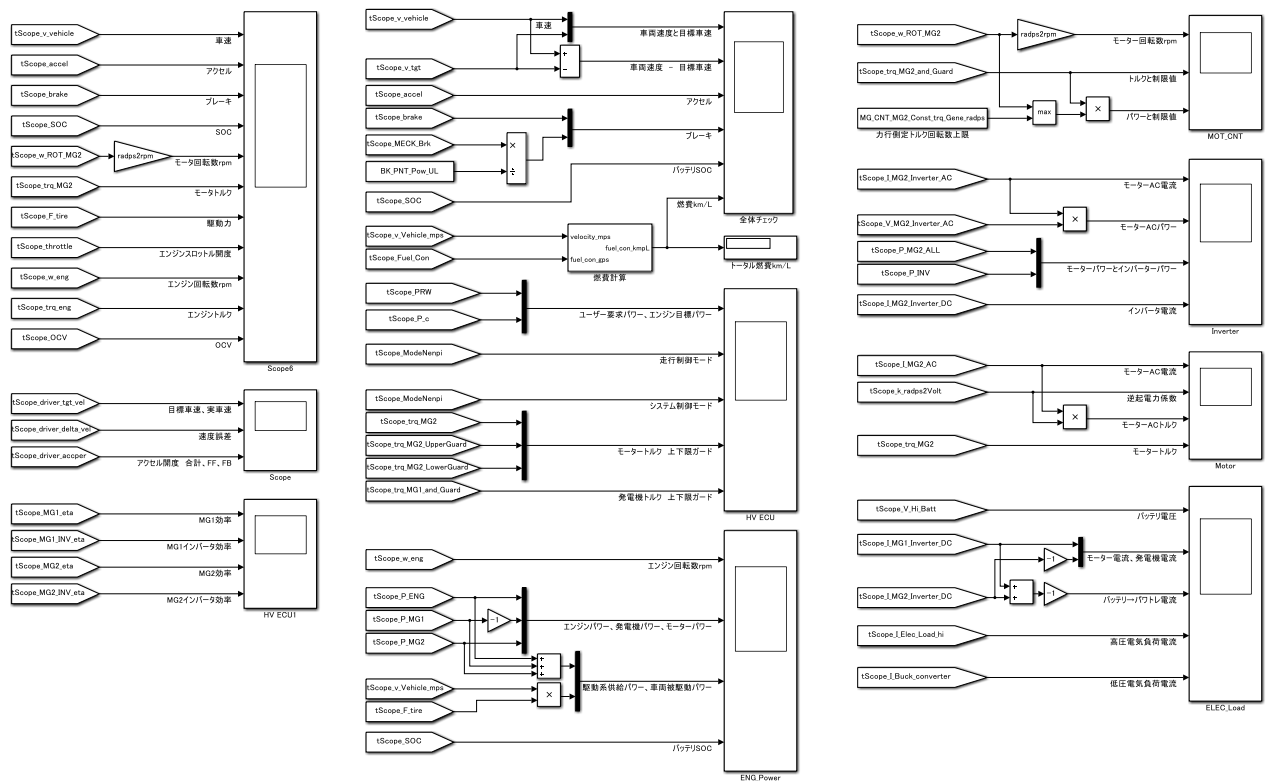 tScope_v_vehicle
車速
tScope_accel
アクセル
tScope_brake
ブレーキ
tScope_SOC
SOC
tScope_w_ROT_MG2
radps2rpm
モータ回転数rpm
tScope_trq_MG2
モータトルク
tScope_F_tire
駆動力
tScope_throttle
エンジンスロットル開度
tScope_w_eng
エンジン回転数rpm
tScope_trq_eng
エンジントルク
tScope_OCV
OCV
Scope6
tScope_driver_tgt_vel
目標車速、実車速
tScope_driver_delta_vel
速度誤差
tScope_driver_accper
アクセル開度 合計、FF、FB
Scope
tScope_MG1_eta
MG1効率
tScope_MG1_INV_eta
MG1インバータ効率
tScope_MG2_eta
MG2効率
tScope_MG2_INV_eta
MG2インバータ効率
HV ECU1
tScope_v_vehicle
車速
車両速度と目標車速
+
−
tScope_v_tgt
車両速度 − 目標車速
tScope_accel
アクセル
tScope_brake
ブレーキ
tScope_MECK_Brk
×
÷
BK_PNT_Pow_UL
バッテリSOC
tScope_SOC
燃費km/L
全体チェック
tScope_v_Vehicle_mps
velocity_mps
fuel_con_kmpL
tScope_Fuel_Con
fuel_con_gps
燃費計算
トータル燃費km/L
tScope_PRW
tScope_P_c
ユーザー要求パワー、エンジン目標パワー
tScope_ModeNenpi
走行制御モード
tScope_ModeNenpi
システム制御モード
tScope_trq_MG2
tScope_trq_MG2_UpperGuard
モータートルク 上下限ガード
tScope_trq_MG2_LowerGuard
tScope_trq_MG1_and_Guard
発電機トルク 上下限ガード
HV ECU
tScope_w_eng
エンジン回転数rpm
tScope_P_ENG
tScope_P_MG1
-1
エンジンパワー、発電機パワー、モーターパワー
tScope_P_MG2
+
+
+
tScope_v_Vehicle_mps
×
駆動系供給パワー、車両被駆動パワー
tScope_F_tire
tScope_SOC
バッテリSOC
ENG_Power
tScope_w_ROT_MG2
radps2rpm
モーター回転数rpm
tScope_trq_MG2_and_Guard
トルクと制限値
MG_CNT_MG2_Const_trq_Gene_radps
max
×
パワーと制限値
力行側定トルク回転数上限
MOT_CNT
tScope_I_MG2_Inverter_AC
モーターAC電流
tScope_V_MG2_Inverter_AC
×
モーターACパワー
tScope_P_MG2_ALL
モーターパワーとインバーターパワー
tScope_P_INV
tScope_I_MG2_Inverter_DC
インバータ電流
Inverter
tScope_I_MG2_AC
モーターAC電流
tScope_k_radps2Volt
逆起電力係数
×
モーターACトルク
tScope_trq_MG2
モータートルク
Motor
tScope_V_Hi_Batt
バッテリ電圧
tScope_I_MG1_Inverter_DC
-1
モーター電流、発電機電流
tScope_I_MG2_Inverter_DC
+
+
-1
バッテリ→パワトレ電流
tScope_I_Elec_Load_hi
高圧電気負荷電流
tScope_I_Buck_converter
低圧電気負荷電流
ELEC_Load